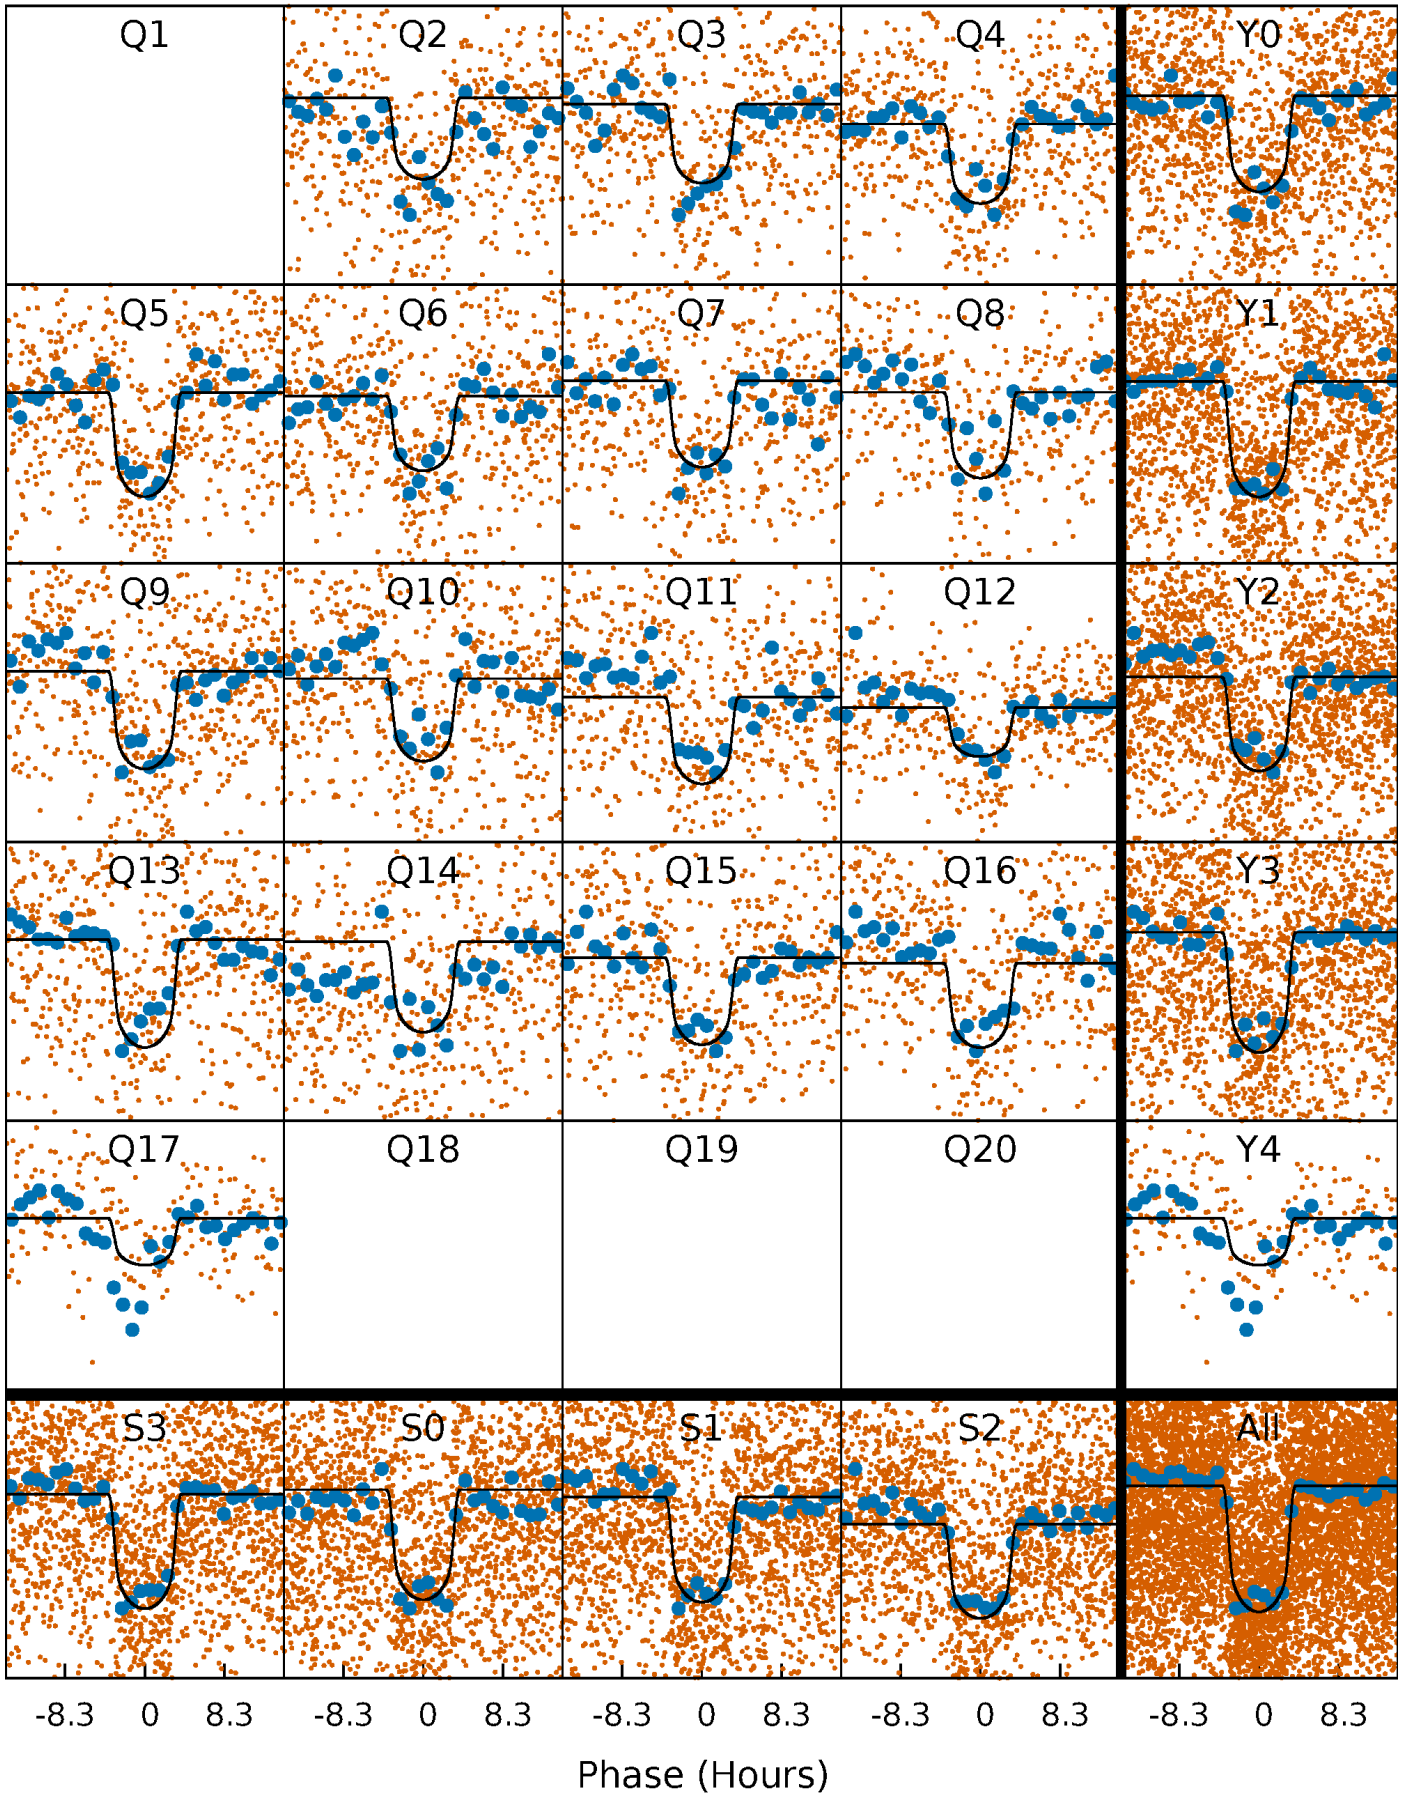 Q1 Q2 Q3 Q4 Y0
Q5 Q6 Q7 Q8 Y1
Q9 Q10 Q11 Q12 Y2
Q13 Q14 Q15 Q16 Y3
Q17 Q18 Q19 Q20 Y4
S3 S0 S1 S2 All
-8.3 0 8.3 -8.3 0 8.3 -8.3 0 8.3 -8.3 0 8.3 -8.3 0 8.3
Phase (Hours)